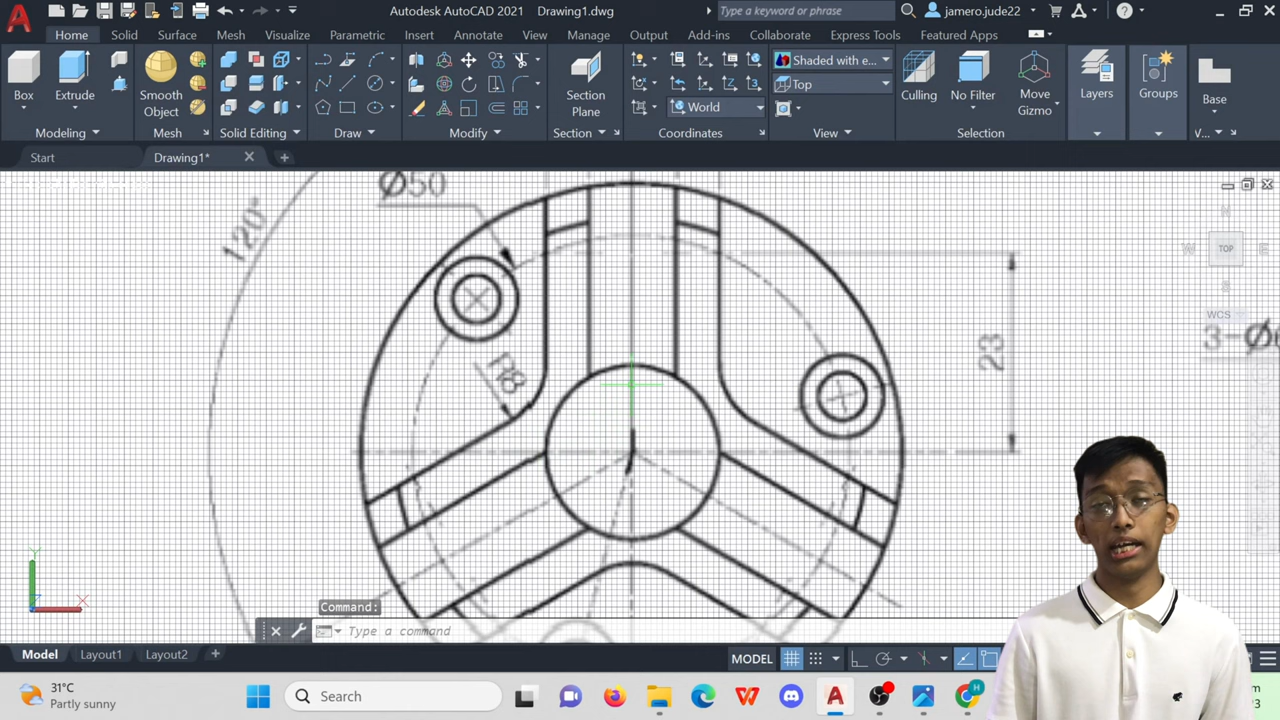 Autodesk AutoCAD 2021 Drawing1.dwg
Type a keyword or phrase
jamero.jude22
Home Solid Surface Mesh Visualize Parametric Insert Annotate View Manage Output Add-ins Collaborate Express Tools Featured Apps
Box
Extrude
Smooth
Object
Section
Plane
Shaded with e...
Top
World
Culling
No Filter
Move
Gizmo
Layers
Groups
Base
Modeling
Mesh
Solid Editing
Draw
Modify
Section
Coordinates
View
Selection
V...
Start
Drawing1*
Ø50
120°
R8
23
N
W
TOP
E
S
WCS
Y
X
Command:
Type a command
Model
Layout1
Layout2
MODEL
31°C
Partly sunny
Search